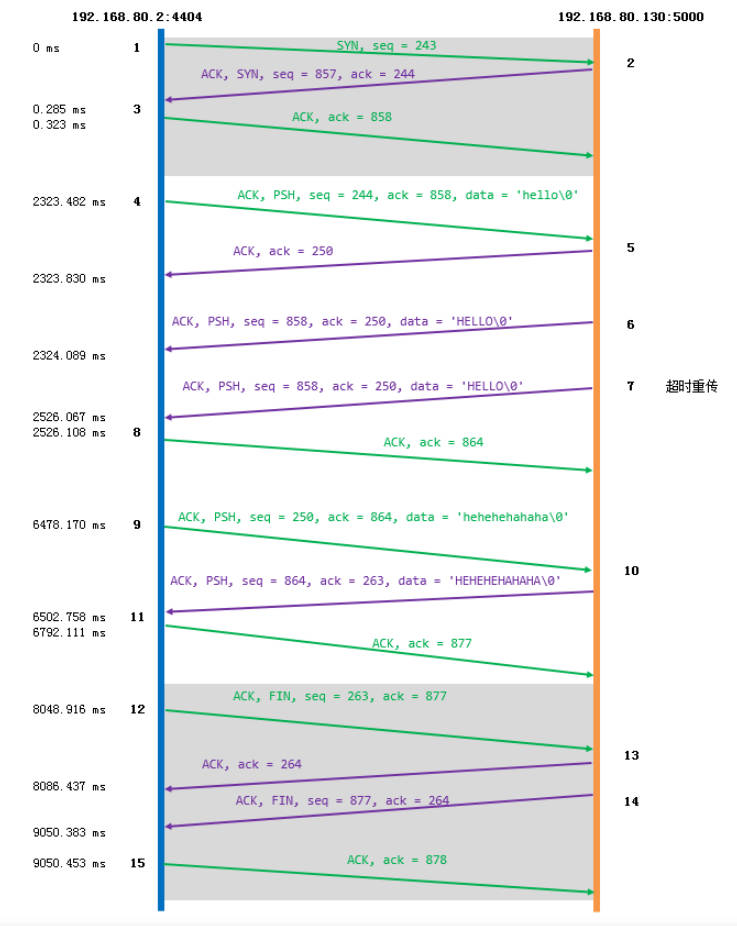 192.168.80.2:4404 192.168.80.130:5000
0 ms 1 SYN, seq = 243
2
ACK, SYN, seq = 857, ack = 244
0.285 ms 3
ACK, ack = 858
0.323 ms
2323.482 ms 4 ACK, PSH, seq = 244, ack = 858, data = 'hello\0'
5
ACK, ack = 250
2323.830 ms
ACK, PSH, seq = 858, ack = 250, data = 'HELLO\0' 6
2324.089 ms
ACK, PSH, seq = 858, ack = 250, data = 'HELLO\0' 7 超时重传
2526.067 ms
2526.108 ms 8
ACK, ack = 864
6478.170 ms 9 ACK, PSH, seq = 250, ack = 864, data = 'hehehehahaha\0'
10
ACK, PSH, seq = 864, ack = 263, data = 'HEHEHEHAHAHA\0'
6502.758 ms 11
6792.111 ms
ACK, ack = 877
ACK, FIN, seq = 263, ack = 877
8048.916 ms 12
13
ACK, ack = 264
8086.437 ms
ACK, FIN, seq = 877, ack = 264 14
9050.383 ms
9050.453 ms 15 ACK, ack = 878